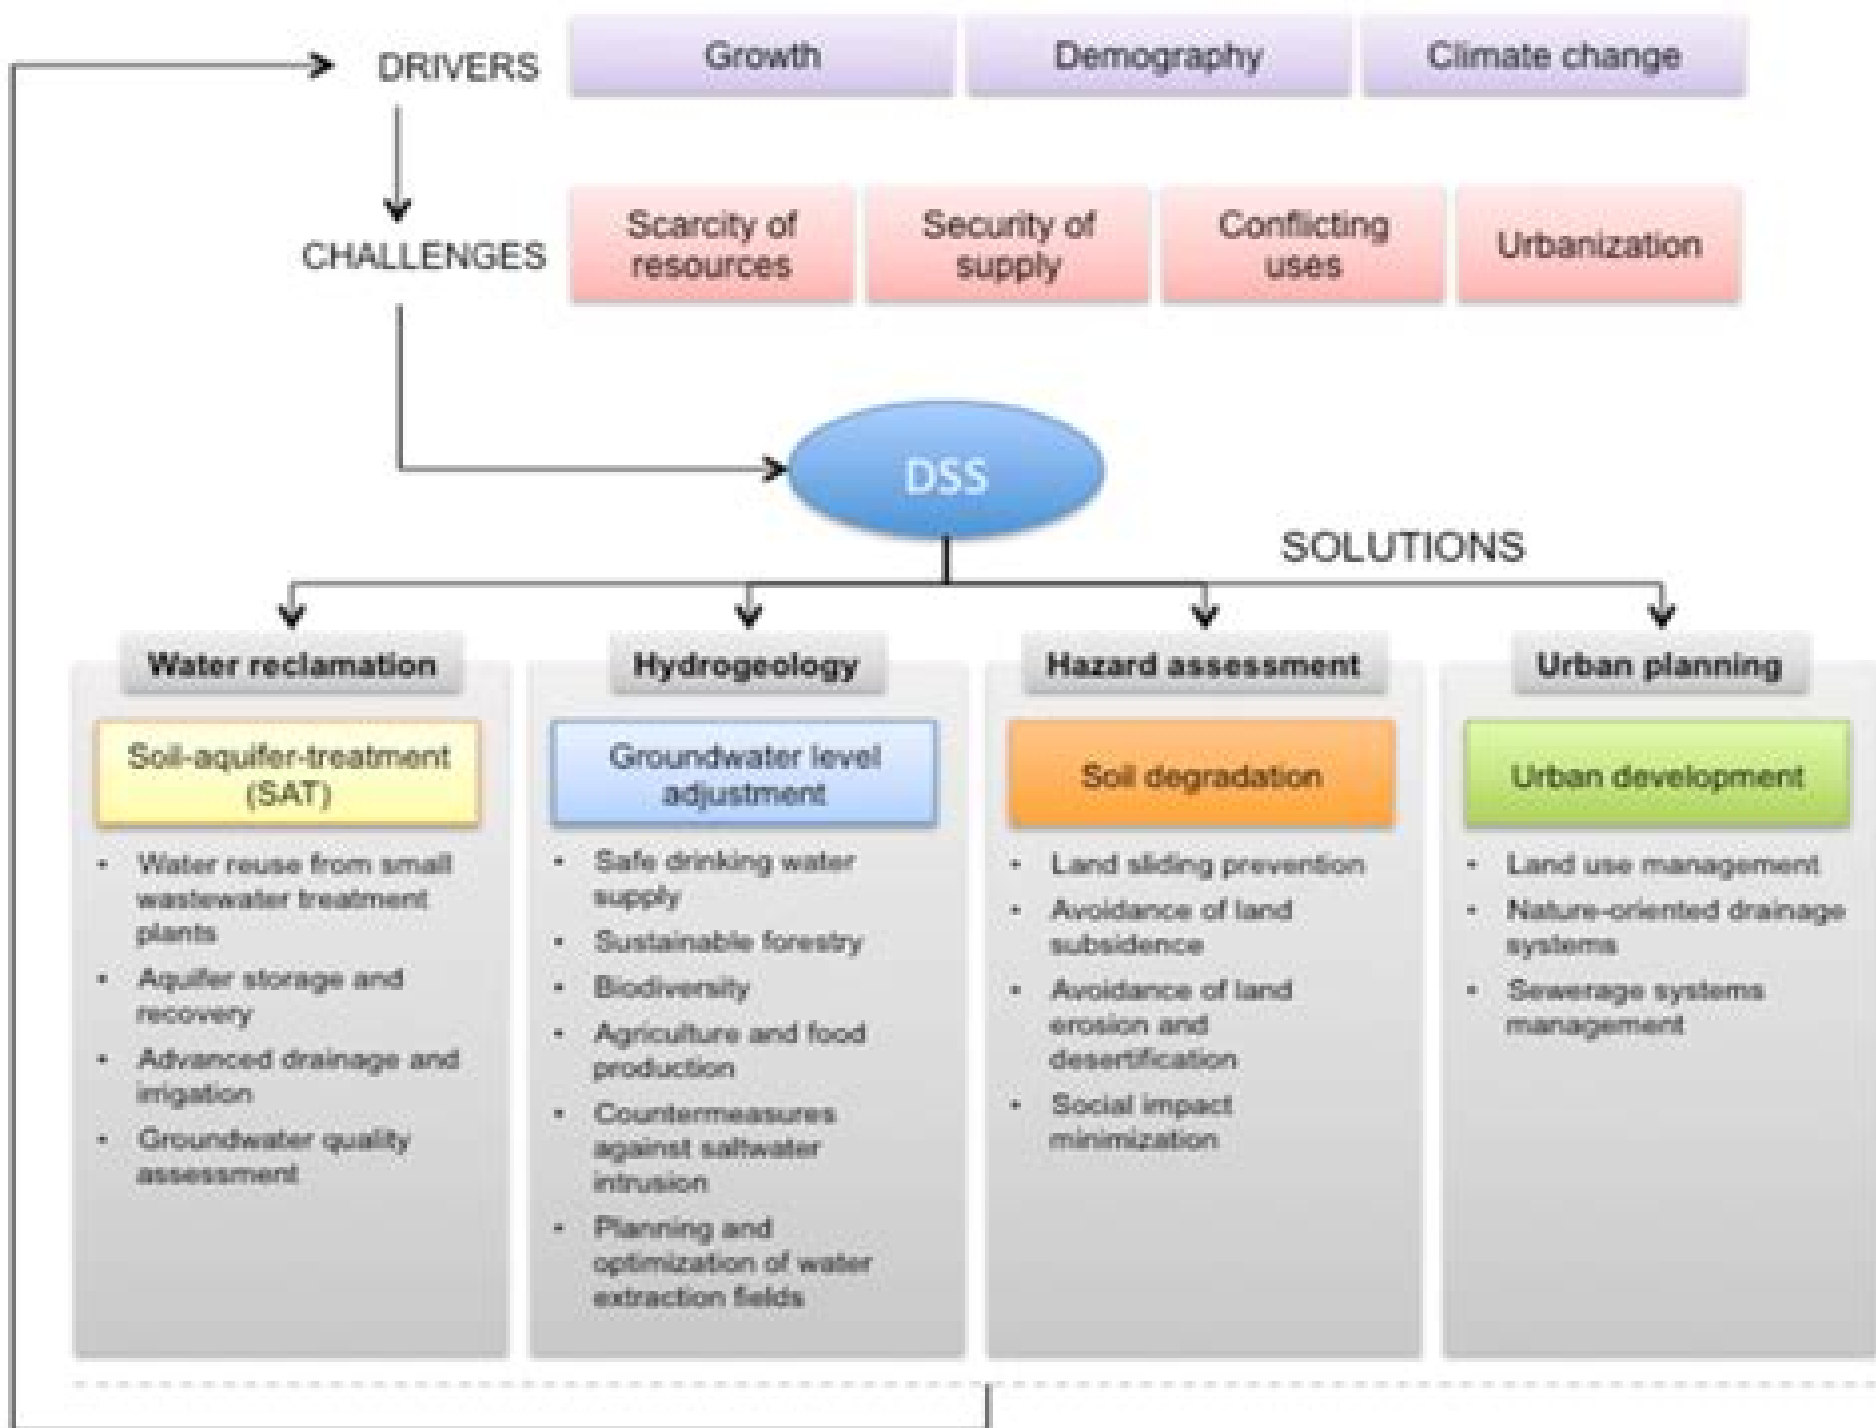 DRIVERS
Growth
Demography
Climate change
CHALLENGES
Scarcity of
resources
Security of
supply
Conflicting
uses
Urbanization
DSS
SOLUTIONS
Water reclamation
Soil-aquifer-treatment
(SAT)
• Water reuse from small
wastewater treatment
plants
• Aquifer storage and
recovery
• Advanced drainage and
irrigation
• Groundwater quality
assessment
Hydrogeology
Groundwater level
adjustment
• Safe drinking water
supply
• Sustainable forestry
• Biodiversity
• Agriculture and food
production
• Countermeasures
against saltwater
intrusion
• Planning and
optimization of water
extraction fields
Hazard assessment
Soil degradation
• Land sliding prevention
• Avoidance of land
subsidence
• Avoidance of land
erosion and
desertification
• Social impact
minimization
Urban planning
Urban development
• Land use management
• Nature-oriented drainage
systems
• Sewerage systems
management